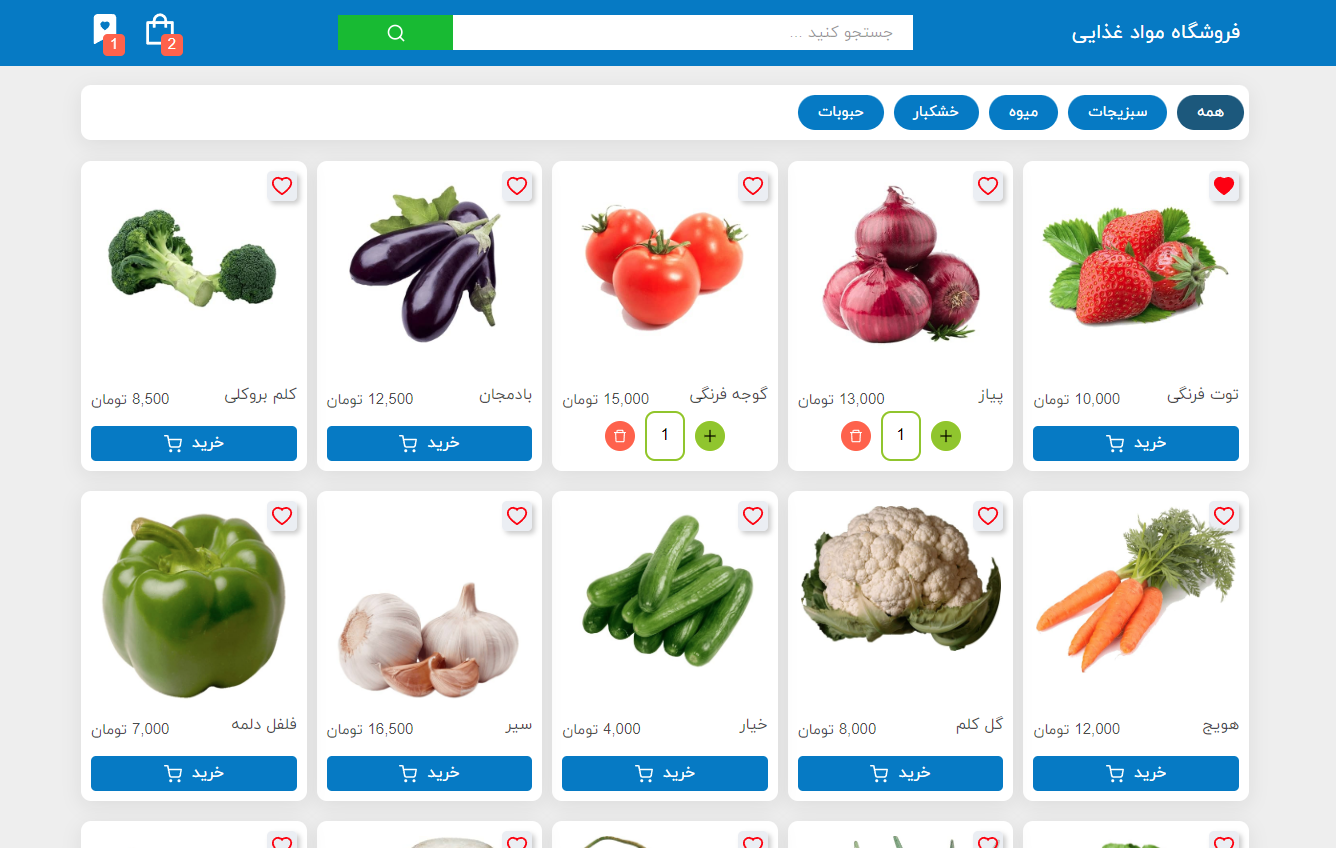 فروشگاه مواد غذایی
جستجو کنید ...
2
1
همه
سبزیجات
میوه
خشکبار
حبوبات
توت فرنگی
10,000 تومان
خرید
پیاز
13,000 تومان
1
گوجه فرنگی
15,000 تومان
1
بادمجان
12,500 تومان
خرید
کلم بروکلی
8,500 تومان
خرید
هویج
12,000 تومان
خرید
گل کلم
8,000 تومان
خرید
خیار
4,000 تومان
خرید
سیر
16,500 تومان
خرید
فلفل دلمه
7,000 تومان
خرید